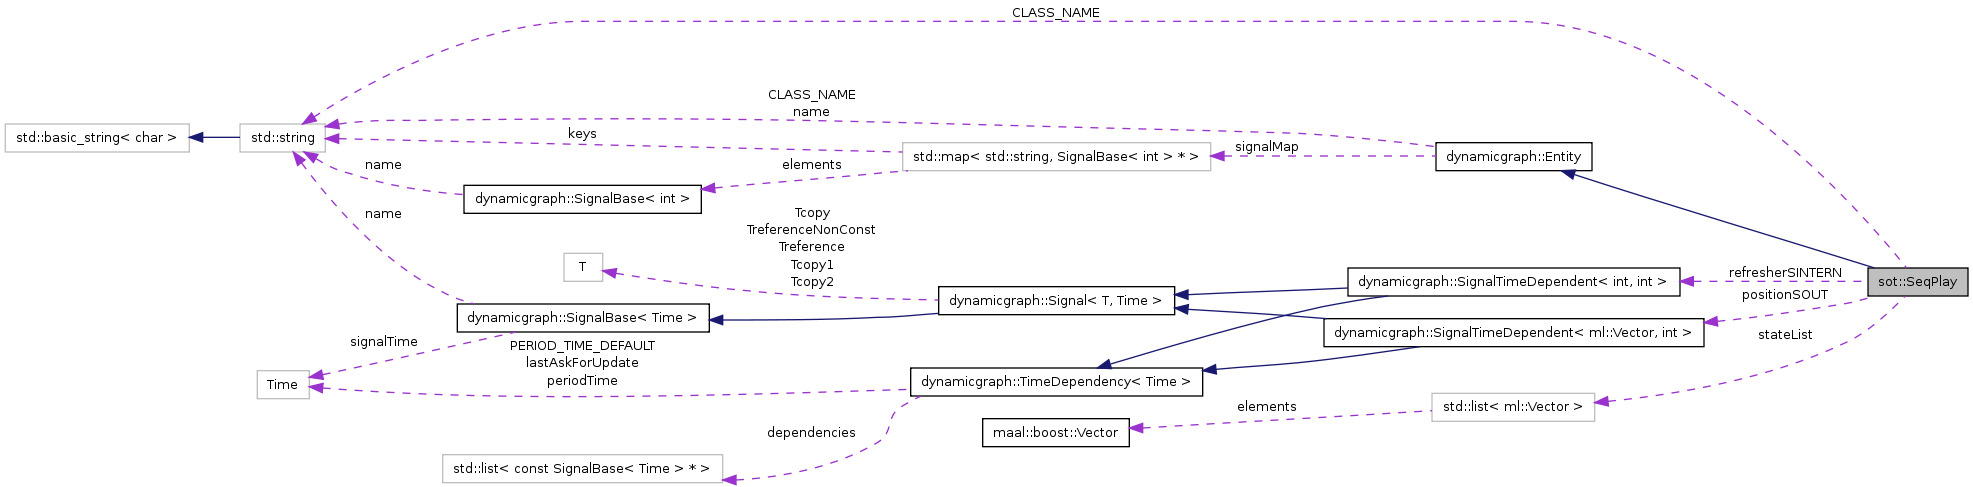 CLASS_NAME
CLASS_NAME
name
keys
std::basic_string< char >
std::string
signalMap
std::map< std::string, SignalBase< int > * >
dynamicgraph::Entity
name
elements
dynamicgraph::SignalBase< int >
name
Tcopy
TreferenceNonConst
Treference
Tcopy1
Tcopy2
T
refresherSINTERN
dynamicgraph::SignalTimeDependent< int, int >
sot::SeqPlay
positionSOUT
dynamicgraph::Signal< T, Time >
dynamicgraph::SignalBase< Time >
dynamicgraph::SignalTimeDependent< ml::Vector, int >
stateList
signalTime
PERIOD_TIME_DEFAULT
lastAskForUpdate
periodTime
Time
dynamicgraph::TimeDependency< Time >
elements
std::list< ml::Vector >
dependencies
maal::boost::Vector
std::list< const SignalBase< Time > * >